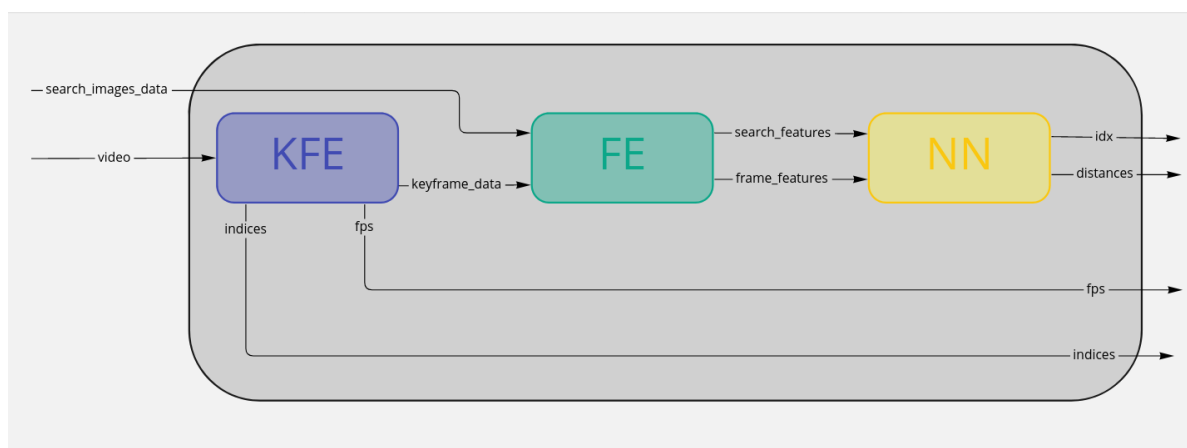 search_images_data
video
KFE
keyframe_data
indices
fps
FE
search_features
frame_features
NN
idx
distances
fps
indices